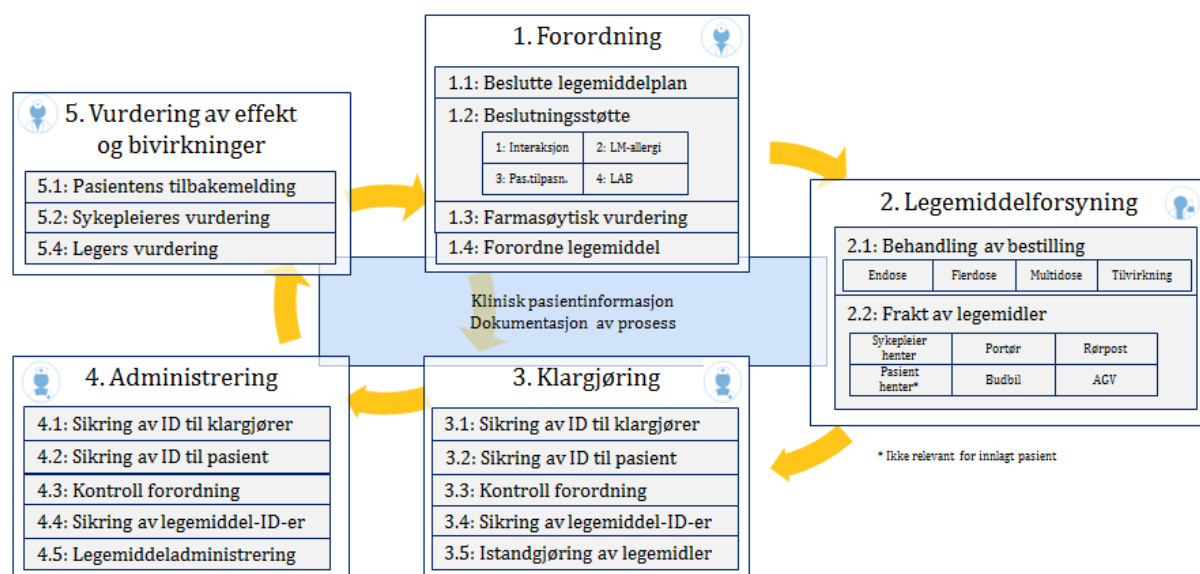 1. Forordning
1.1: Beslutte legemiddelplan
1.2: Beslutningsstøtte
1: Interaksjon
2: LM-allergi
3: Pas.tilpasn.
4: LAB
1.3: Farmasøytisk vurdering
1.4: Forordne legemiddel
2. Legemiddelforsyning
2.1: Behandling av bestilling
Endose
Flerdose
Multidose
Tilvirkning
2.2: Frakt av legemidler
Sykepleier
henter
Portør
Rørpost
Pasient
henter*
Budbil
AGV
* Ikke relevant for innlagt pasient
3. Klargjøring
3.1: Sikring av ID til klargjører
3.2: Sikring av ID til pasient
3.3: Kontroll forordning
3.4: Sikring av legemiddel-ID-er
3.5: Istandgjøring av legemidler
4. Administrering
4.1: Sikring av ID til klargjører
4.2: Sikring av ID til pasient
4.3: Kontroll forordning
4.4: Sikring av legemiddel-ID-er
4.5: Legemiddeladministrering
5. Vurdering av effekt
og bivirkninger
5.1: Pasientens tilbakemelding
5.2: Sykepleieres vurdering
5.4: Legers vurdering
Klinisk pasientinformasjon
Dokumentasjon av prosess